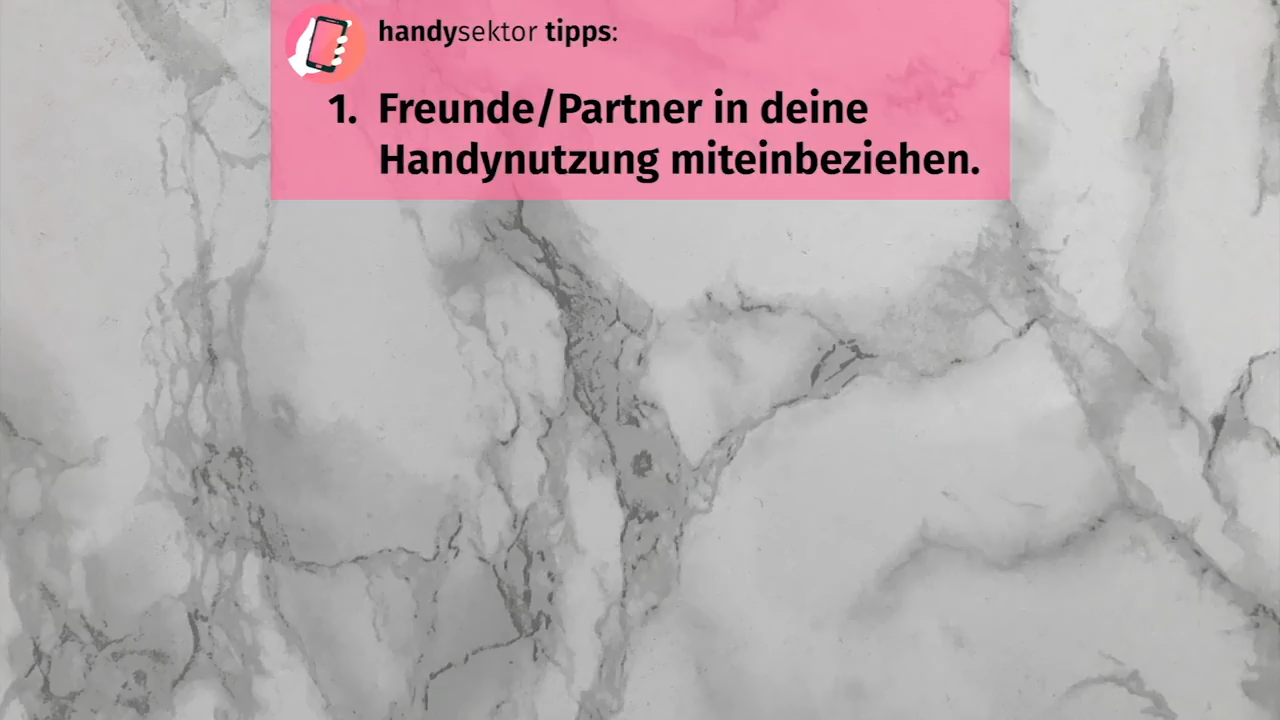 handysektor tipps:
1. Freunde/Partner in deine
Handynutzung miteinbeziehen.